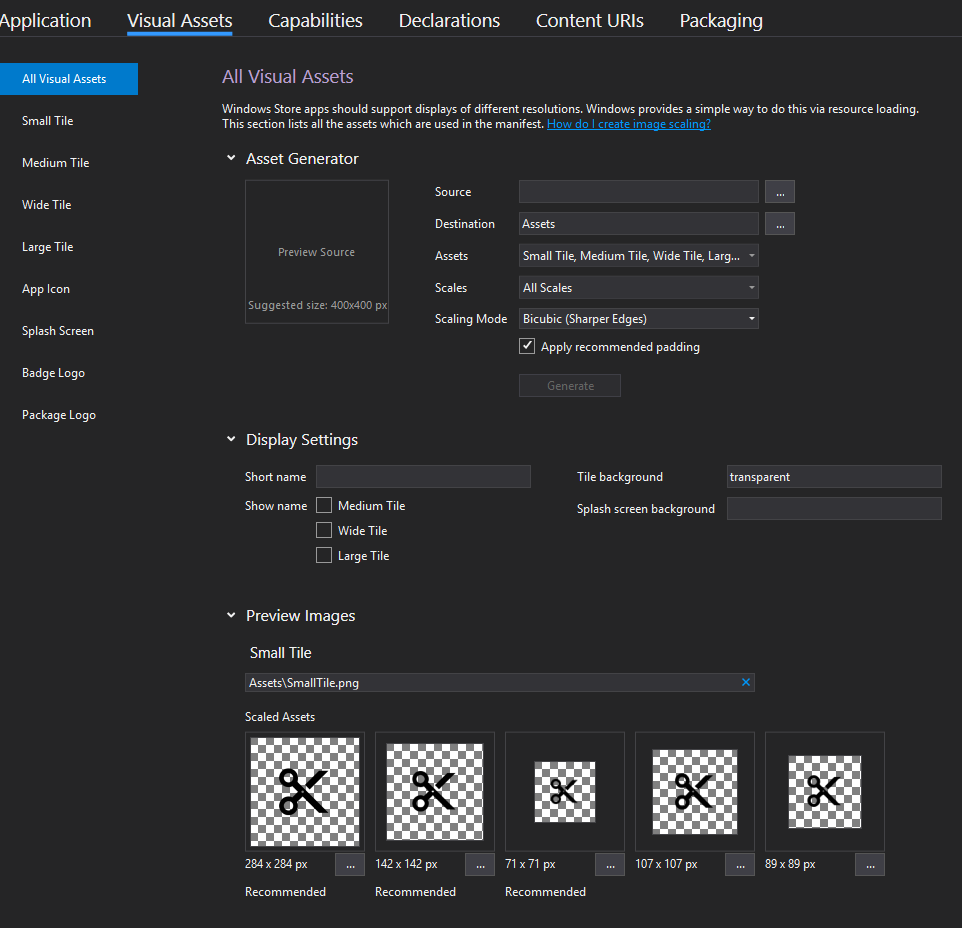 Application Visual Assets Capabilities Declarations Content URIs Packaging
All Visual Assets
Small Tile
Medium Tile
Wide Tile
Large Tile
App Icon
Splash Screen
Badge Logo
Package Logo
All Visual Assets
Windows Store apps should support displays of different resolutions. Windows provides a simple way to do this via resource loading.
This section lists all the assets which are used in the manifest. How do I create image scaling?
Asset Generator
Preview Source
Suggested size: 400x400 px
Source ...
Destination Assets ...
Assets Small Tile, Medium Tile, Wide Tile, Larg...
Scales All Scales
Scaling Mode Bicubic (Sharper Edges)
Apply recommended padding
Generate
Display Settings
Short name
Show name Medium Tile
Wide Tile
Large Tile
Tile background transparent
Splash screen background
Preview Images
Small Tile
Assets\SmallTile.png
Scaled Assets
284 x 284 px ... 142 x 142 px ... 71 x 71 px ... 107 x 107 px ... 89 x 89 px ...
Recommended Recommended Recommended